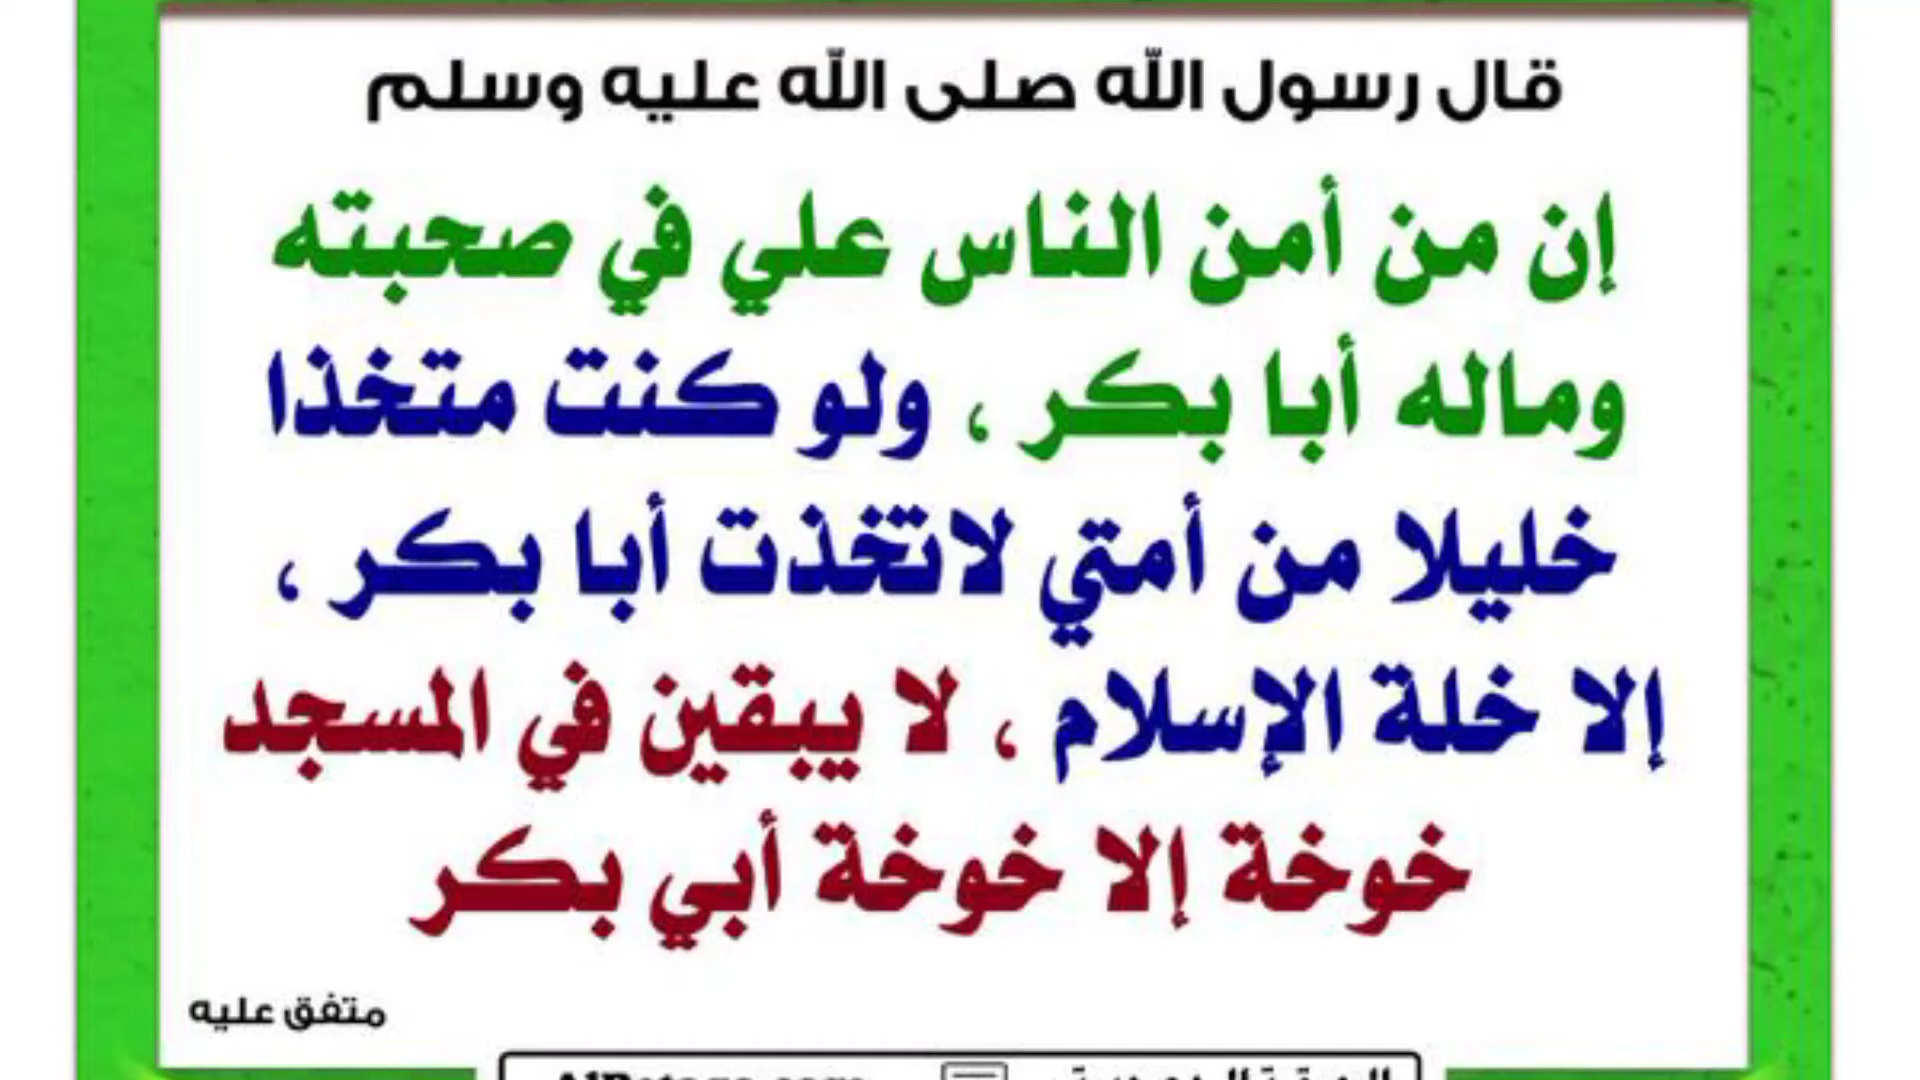 قال رسول الله صلى الله عليه وسلم
إن من أمن الناس علي في صحبته
وماله أبا بكر ، ولو كنت متخذا
خليلا من أمتي لاتخذت أبا بكر ،
إلا خلة الإسلام ، لا يبقين في المسجد
خوخة إلا خوخة أبي بكر
متفق عليه